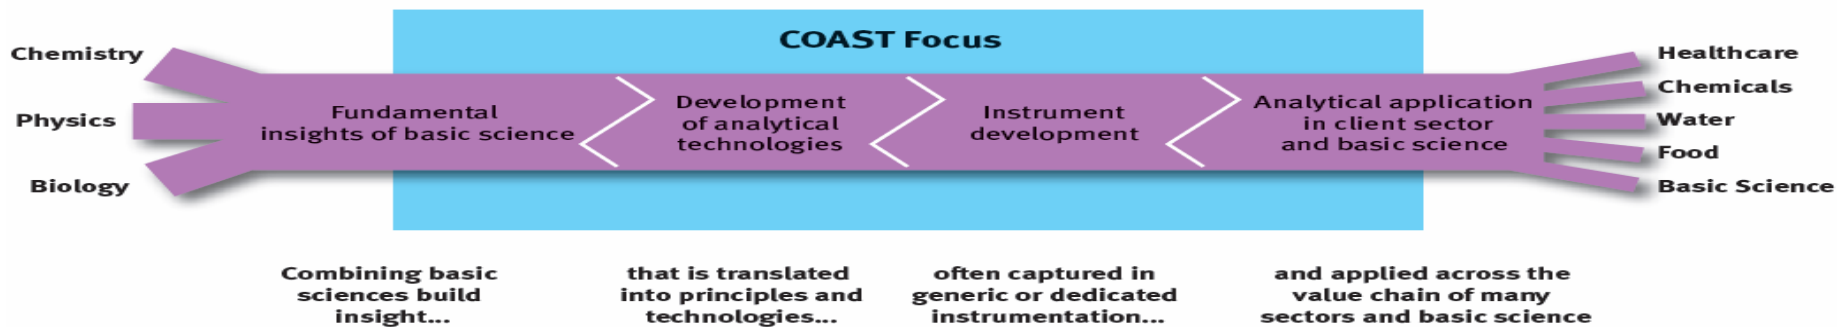 COAST Focus
Chemistry
Physics
Biology
Fundamental
insights of basic science
Development
of analytical
technologies
Instrument
development
Analytical application
in client sector
and basic science
Healthcare
Chemicals
Water
Food
Basic Science
Combining basic
sciences build
insight...
that is translated
into principles and
technologies...
often captured in
generic or dedicated
instrumentation...
and applied across the
value chain of many
sectors and basic science